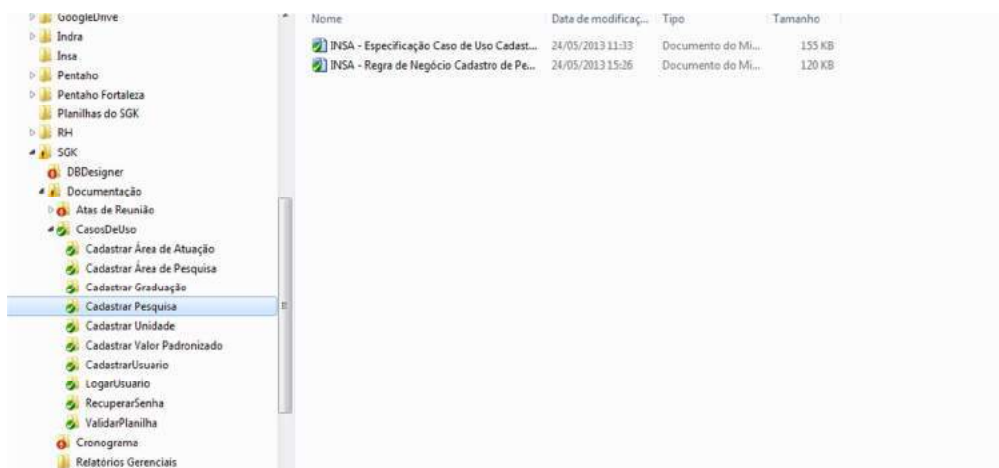 GoogleDrive
Indra
Insa
Pentaho
Pentaho Fortaleza
Planilhas do SGK
RH
SGK
DBDesigner
Documentação
Atas de Reunião
CasosDeUso
Cadastrar Área de Atuação
Cadastrar Área de Pesquisa
Cadastrar Graduação
Cadastrar Pesquisa
Cadastrar Unidade
Cadastrar Valor Padronizado
CadastrarUsuario
LogarUsuario
RecuperarSenha
ValidarPlanilha
Cronograma
Relatórios Gerenciais
Nome Data de modificaç... Tipo Tamanho
INSA - Especificação Caso de Uso Cadast... 24/05/2013 11:33 Documento do Mi... 155 KB
INSA - Regra de Negócio Cadastro de Pe... 24/05/2013 15:26 Documento do Mi... 120 KB